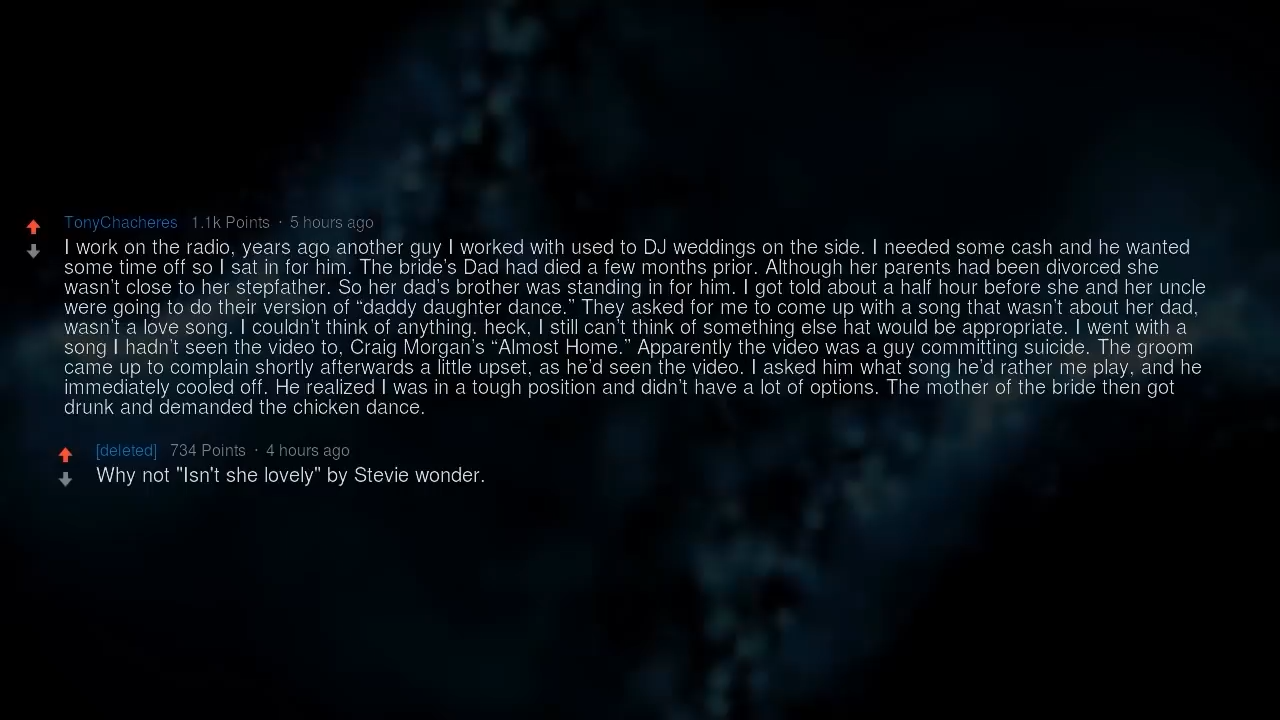 TonyChacheres 1.1k Points · 5 hours ago
I work on the radio, years ago another guy I worked with used to DJ weddings on the side. I needed some cash and he wanted
some time off so I sat in for him. The bride's Dad had died a few months prior. Although her parents had been divorced she
wasn't close to her stepfather. So her dad's brother was standing in for him. I got told about a half hour before she and her uncle
were going to do their version of “daddy daughter dance.” They asked for me to come up with a song that wasn't about her dad,
wasn't a love song. I couldn't think of anything. heck, I still can't think of something else hat would be appropriate. I went with a
song I hadn't seen the video to, Craig Morgan's “Almost Home.” Apparently the video was a guy committing suicide. The groom
came up to complain shortly afterwards a little upset, as he'd seen the video. I asked him what song he'd rather me play, and he
immediately cooled off. He realized I was in a tough position and didn't have a lot of options. The mother of the bride then got
drunk and demanded the chicken dance.
[deleted] 734 Points · 4 hours ago
Why not "Isn't she lovely" by Stevie wonder.